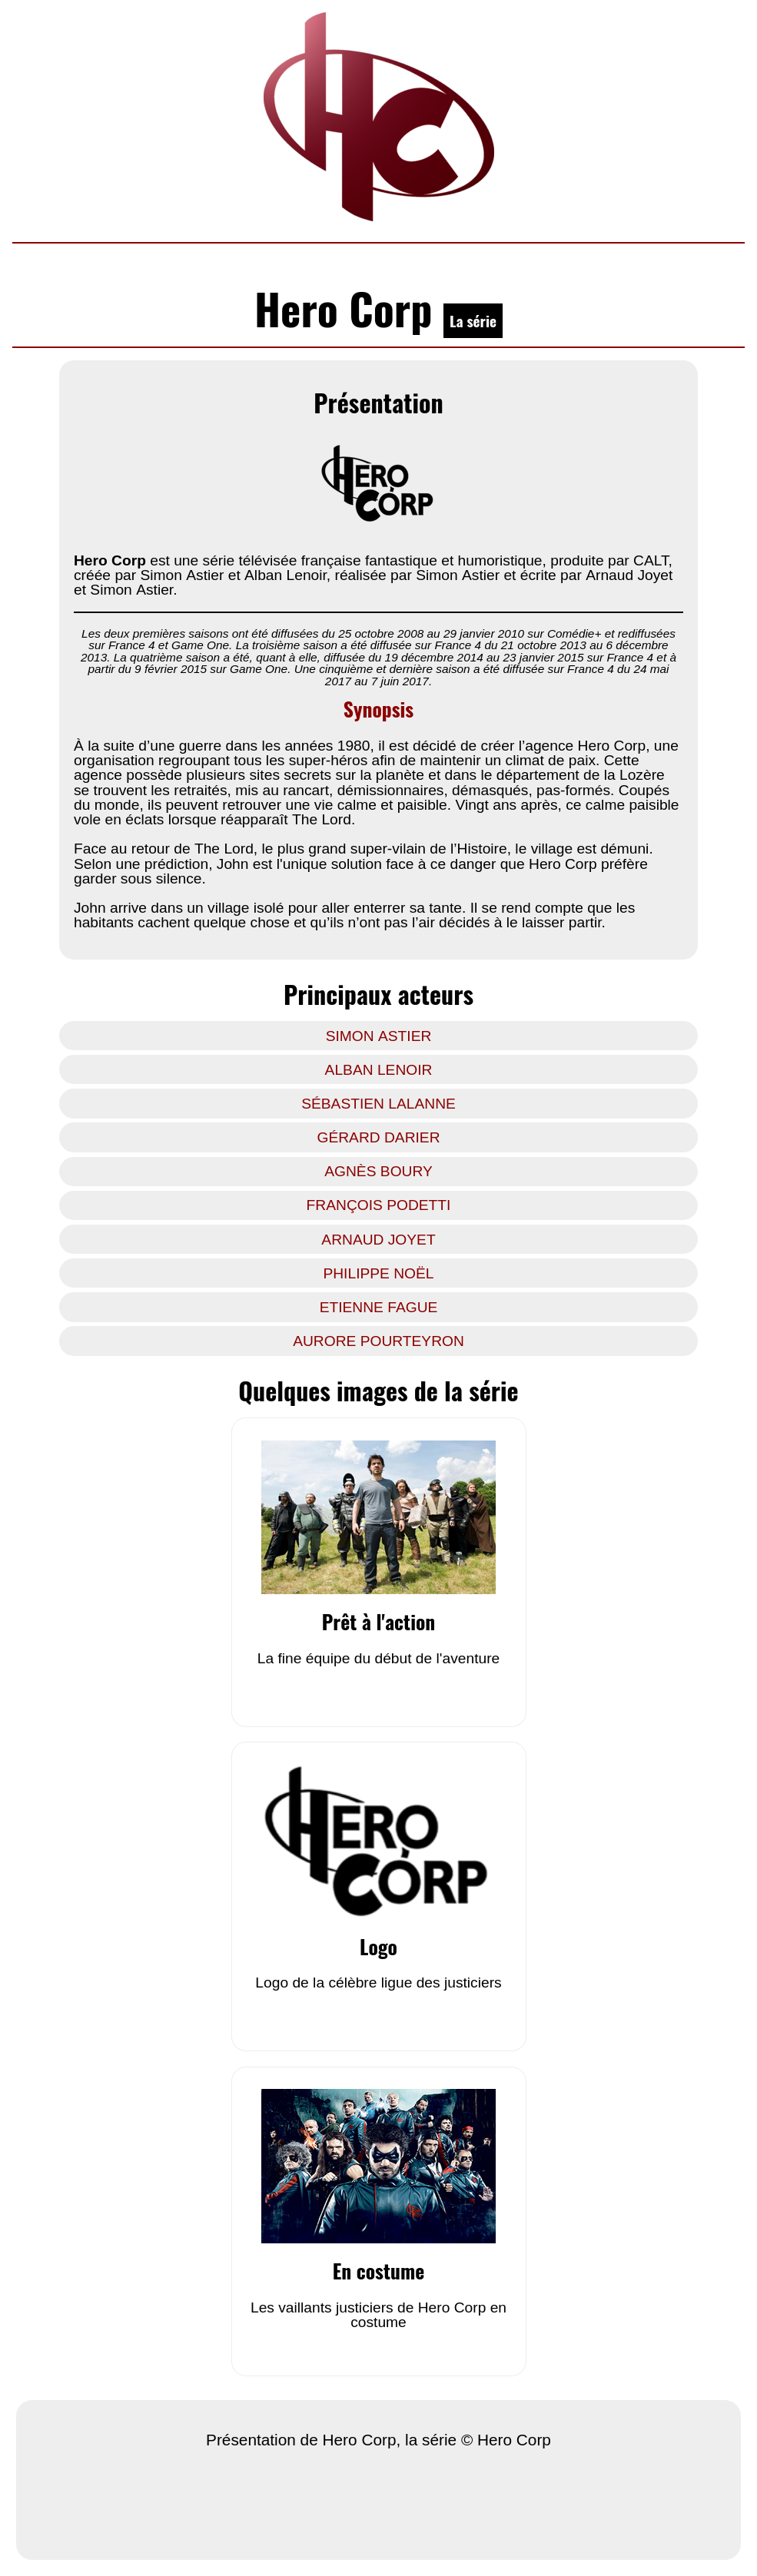 HC
Hero Corp La série
Présentation
HERO
CORP
Hero Corp est une série télévisée française fantastique et humoristique, produite par CALT,
créée par Simon Astier et Alban Lenoir, réalisée par Simon Astier et écrite par Arnaud Joyet
et Simon Astier.
Les deux premières saisons ont été diffusées du 25 octobre 2008 au 29 janvier 2010 sur Comédie+ et rediffusées
sur France 4 et Game One. La troisième saison a été diffusée sur France 4 du 21 octobre 2013 au 6 décembre
2013. La quatrième saison a été, quant à elle, diffusée du 19 décembre 2014 au 23 janvier 2015 sur France 4 et à
partir du 9 février 2015 sur Game One. Une cinquième et dernière saison a été diffusée sur France 4 du 24 mai
2017 au 7 juin 2017.
Synopsis
À la suite d’une guerre dans les années 1980, il est décidé de créer l’agence Hero Corp, une
organisation regroupant tous les super-héros afin de maintenir un climat de paix. Cette
agence possède plusieurs sites secrets sur la planète et dans le département de la Lozère
se trouvent les retraités, mis au rancart, démissionnaires, démasqués, pas-formés. Coupés
du monde, ils peuvent retrouver une vie calme et paisible. Vingt ans après, ce calme paisible
vole en éclats lorsque réapparaît The Lord.
Face au retour de The Lord, le plus grand super-vilain de l’Histoire, le village est démuni.
Selon une prédiction, John est l'unique solution face à ce danger que Hero Corp préfère
garder sous silence.
John arrive dans un village isolé pour aller enterrer sa tante. Il se rend compte que les
habitants cachent quelque chose et qu’ils n’ont pas l’air décidés à le laisser partir.
Principaux acteurs
SIMON ASTIER
ALBAN LENOIR
SÉBASTIEN LALANNE
GÉRARD DARIER
AGNÈS BOURY
FRANÇOIS PODETTI
ARNAUD JOYET
PHILIPPE NOËL
ETIENNE FAGUE
AURORE POURTEYRON
Quelques images de la série
Prêt à l'action
La fine équipe du début de l'aventure
HERO
CORP
Logo
Logo de la célèbre ligue des justiciers
HC
En costume
Les vaillants justiciers de Hero Corp en
costume
Présentation de Hero Corp, la série © Hero Corp